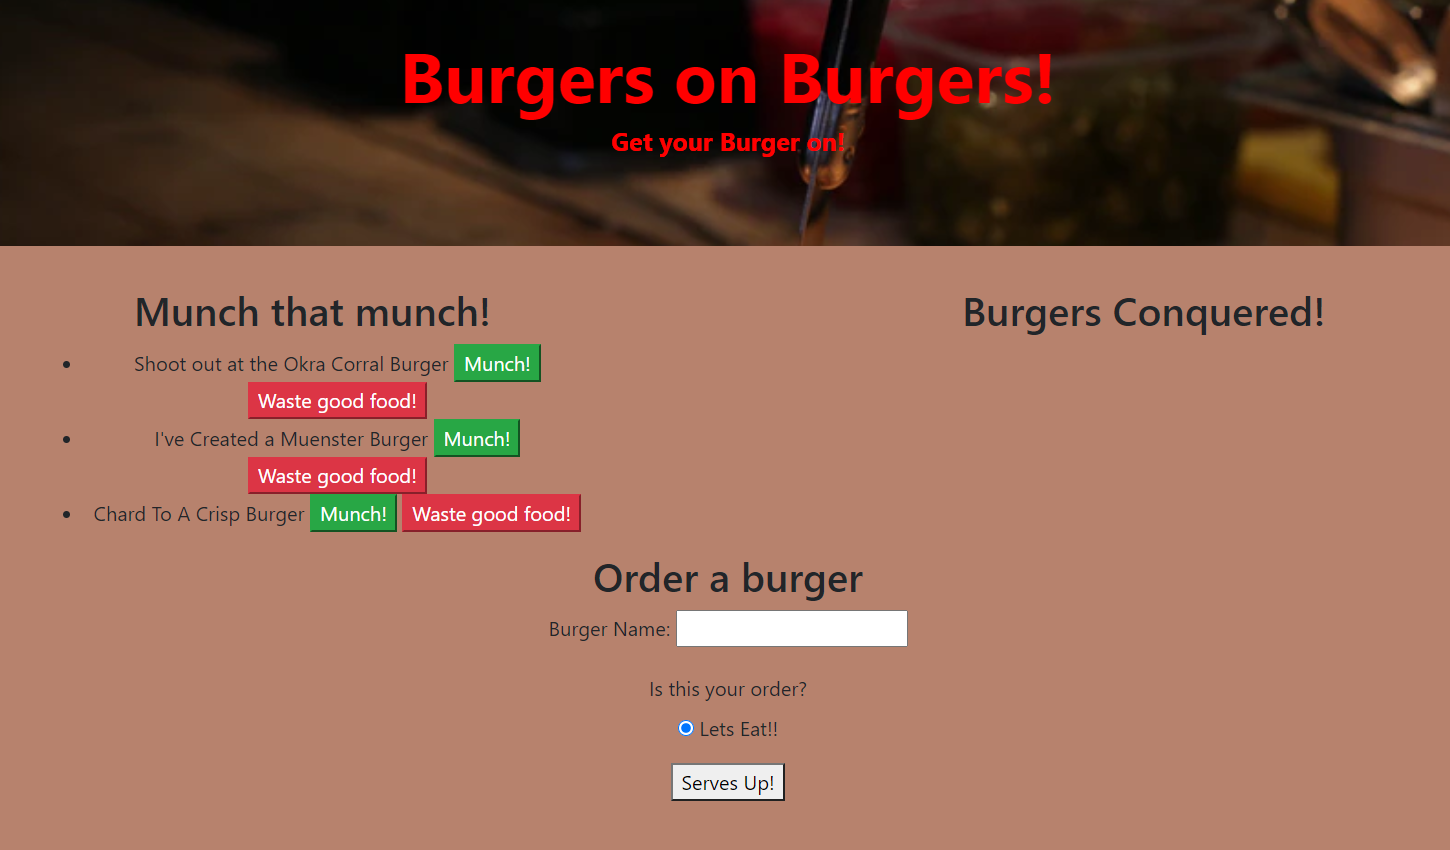 Burgers on Burgers!
Get your Burger on!
Munch that munch!
Shoot out at the Okra Corral Burger Munch!
Waste good food!
I've Created a Muenster Burger Munch!
Waste good food!
Chard To A Crisp Burger Munch! Waste good food!
Burgers Conquered!
Order a burger
Burger Name:
Is this your order?
Lets Eat!!
Serves Up!